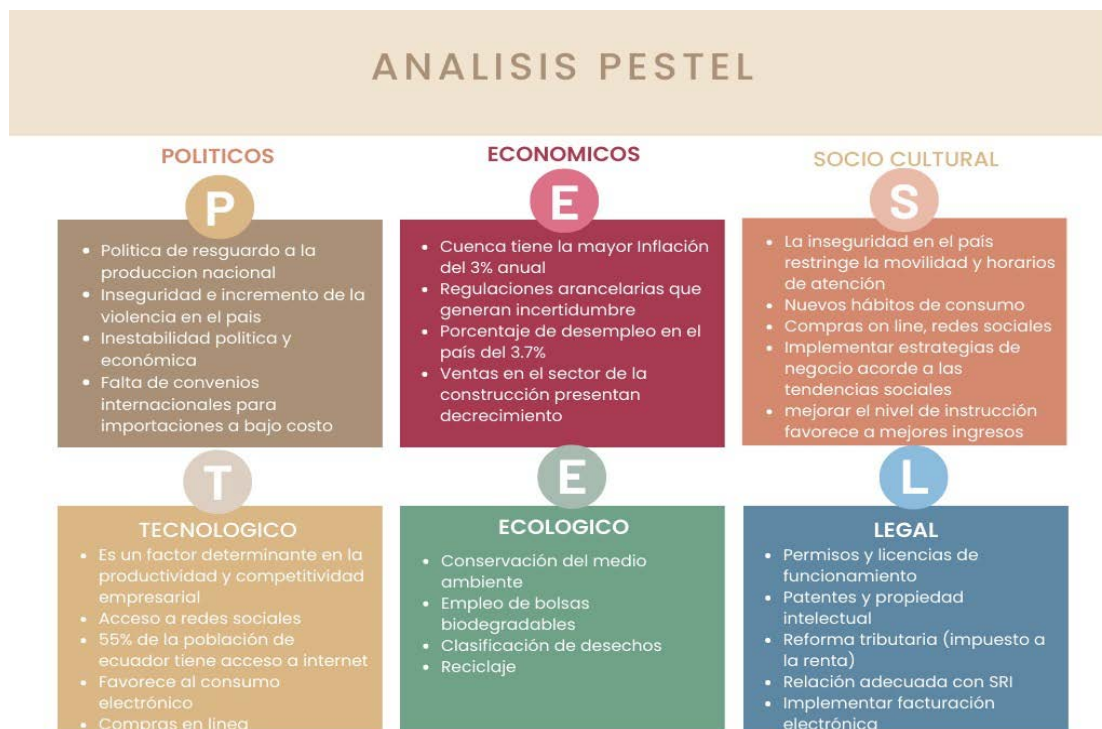 ANALISIS PESTEL
POLITICOS
P
• Politica de resguardo a la
produccion nacional
• Inseguridad e incremento de la
violencia en el pais
• Inestabilidad politica y
económica
• Falta de convenios
internacionales para
importaciones a bajo costo
ECONOMICOS
E
• Cuenca tiene la mayor Inflación
del 3% anual
• Regulaciones arancelarias que
generan incertidumbre
• Porcentaje de desempleo en el
país del 3.7%
• Ventas en el sector de la
construcción presentan
decrecimiento
SOCIO CULTURAL
S
• La inseguridad en el país
restringe la movilidad y horarios
de atención
• Nuevos hábitos de consumo
• Compras on line, redes sociales
• Implementar estrategias de
negocio acorde a las
tendencias sociales
• mejorar el nivel de instrucción
favorece a mejores ingresos
T
TECNOLOGICO
• Es un factor determinante en la
productividad y competitividad
empresarial
• Acceso a redes sociales
• 55% de la población de
ecuador tiene acceso a internet
• Favorece al consumo
electrónico
• Compras en linea
E
ECOLOGICO
• Conservación del medio
ambiente
• Empleo de bolsas
biodegradables
• Clasificación de desechos
• Reciclaje
L
LEGAL
• Permisos y licencias de
funcionamiento
• Patentes y propiedad
intelectual
• Reforma tributaria (impuesto a
la renta)
• Relación adecuada con SRI
• Implementar facturación
electrónica